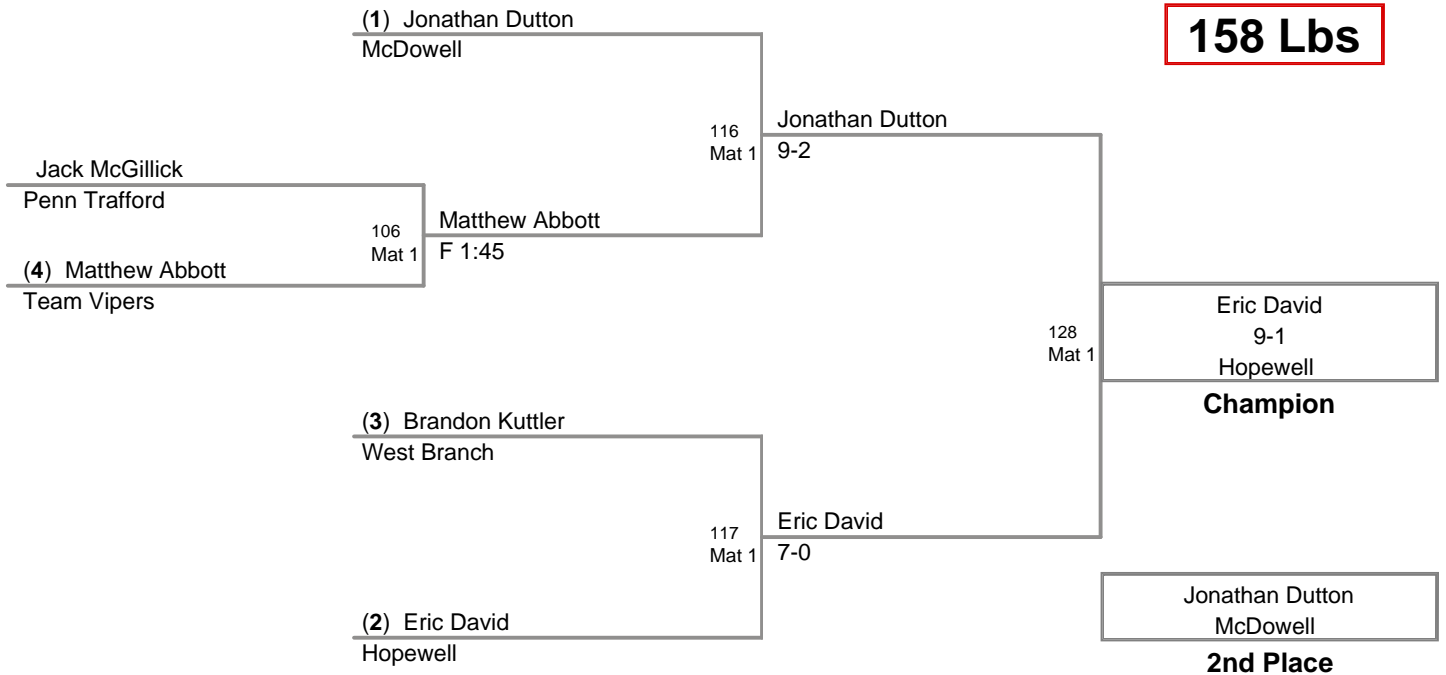 158 Lbs
(1) Jonathan Dutton
McDowell
Jack McGillick
Penn Trafford
106
Mat 1
(4) Matthew Abbott
Team Vipers
Matthew Abbott
F 1:45
116
Mat 1
Jonathan Dutton
9-2
(3) Brandon Kuttler
West Branch
117
Mat 1
(2) Eric David
Hopewell
Eric David
7-0
128
Mat 1
Eric David
9-1
Hopewell
Champion
Jonathan Dutton
McDowell
2nd Place